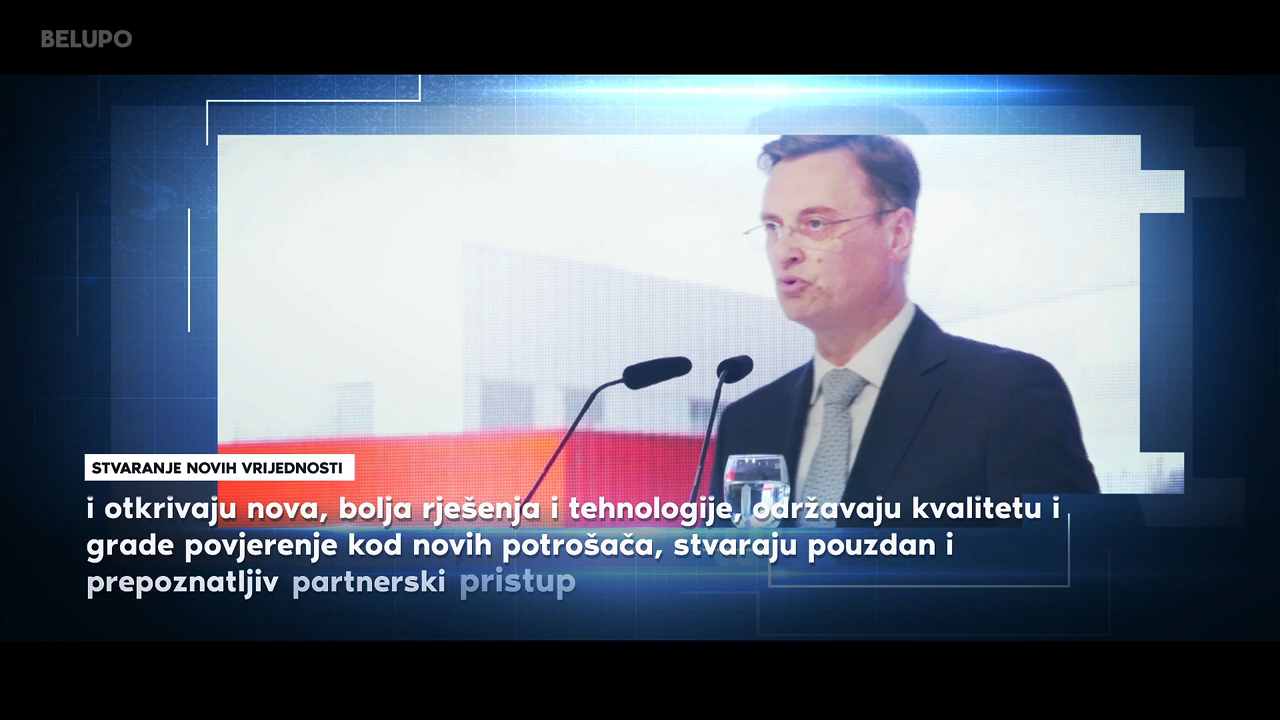 BELUPO
STVARANJE NOVIH VRIJEDNOSTI
i otkrivaju nova, bolja rješenja i tehnologije, održavaju kvalitetu i
grade povjerenje kod novih potrošača, stvaraju pouzdan i
prepoznatljiv partnerski pristup